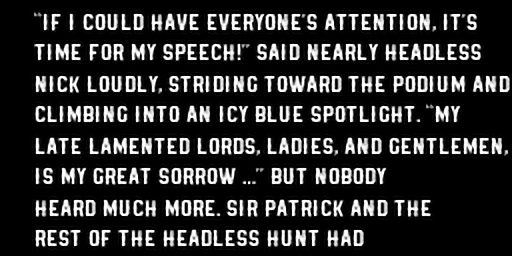 “IF I COULD HAVE EVERYONE'S ATTENTION, IT'S
TIME FOR MY SPEECH!” SAID NEARLY HEADLESS
NICK LOUDLY, STRIDING TOWARD THE PODIUM AND
CLIMBING INTO AN ICY BLUE SPOTLIGHT. “MY
LATE LAMENTED LORDS, LADIES, AND GENTLEMEN,
IS MY GREAT SORROW ...” BUT NOBODY
HEARD MUCH MORE. SIR PATRICK AND THE
REST OF THE HEADLESS HUNT HAD